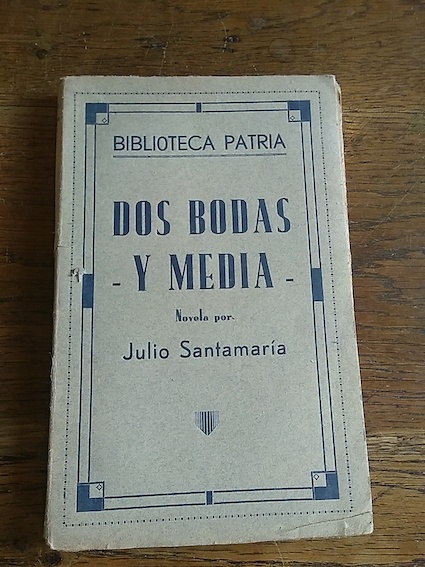 BIBLIOTECA PATRIA
DOS BODAS
- Y MEDIA -
Novela por
Julio Santamaría